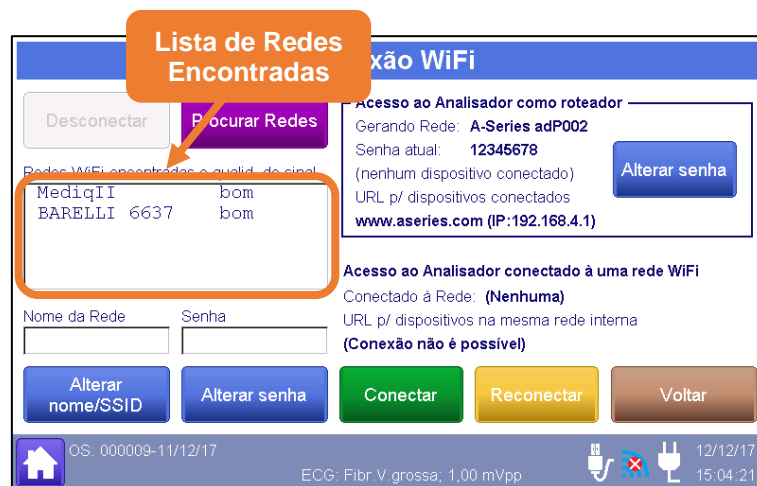 Lista de Redes
Encontradas
xão WiFi
Desconectar
Procurar Redes
Acesso ao Analisador como roteador
Gerando Rede: A-Series adP002
Senha atual: 12345678
(nenhum dispositivo conectado)
URL p/ dispositivos conectados
www.aseries.com (IP:192.168.4.1)
Alterar senha
Redes WiFi encontradas e qualid. do sinal
MediqII bom
BARELLI 6637 bom
Acesso ao Analisador conectado à uma rede WiFi
Conectado à Rede: (Nenhuma)
URL p/ dispositivos na mesma rede interna
(Conexão não é possível)
Nome da Rede
Senha
Alterar
nome/SSID
Alterar senha
Conectar
Reconectar
Voltar
OS: 000009-11/12/17
ECG: Fibr.V.grossa; 1,00 mVpp
12/12/17
15:04:21